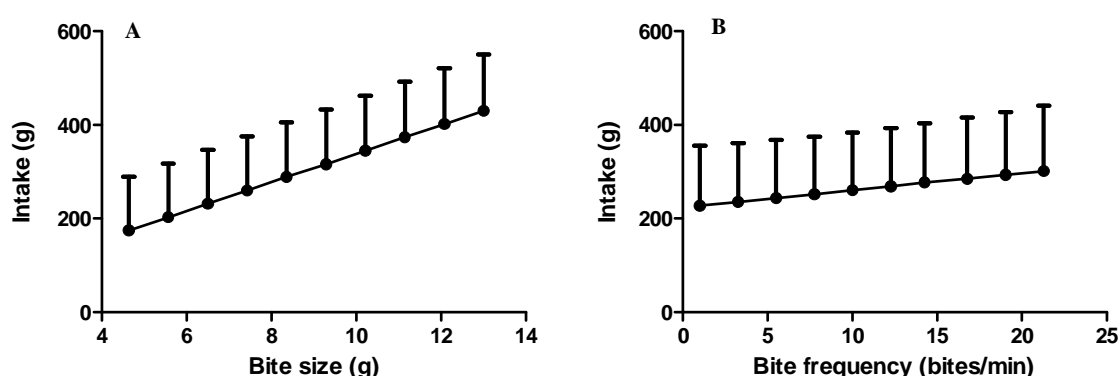 A
Intake (g)
600
400
200
0
4 6 8 10 12 14
Bite size (g)
B
Intake (g)
600
400
200
0
0 5 10 15 20 25
Bite frequency (bites/min)